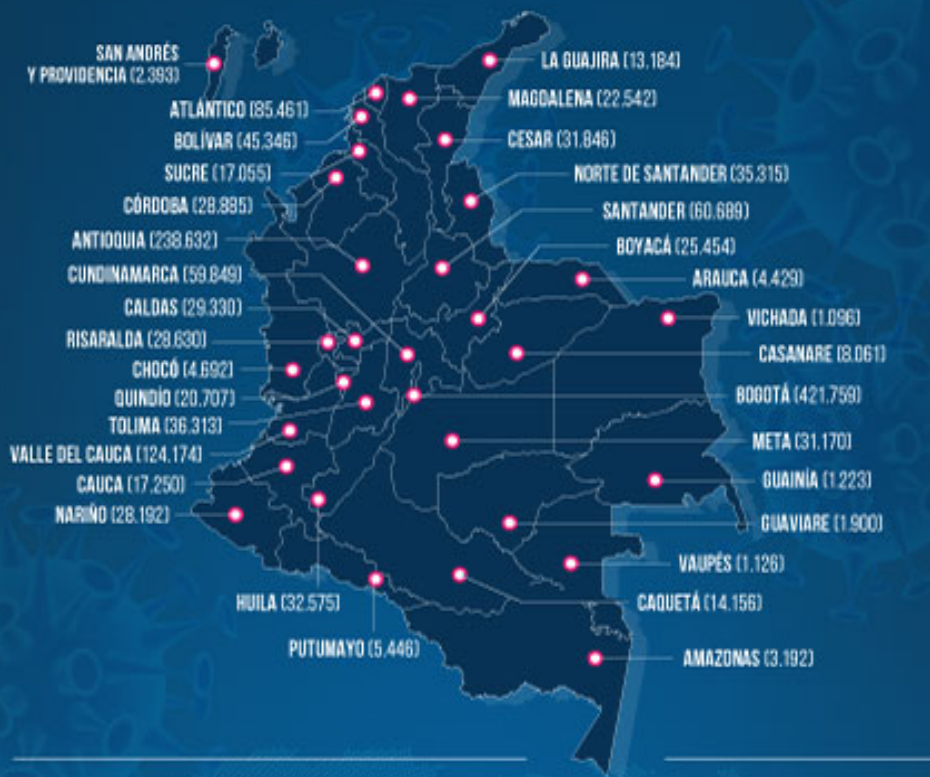 SAN ANDRÉS
Y PROVIDENCIA (2.393)
ATLÁNTICO (85.461)
BOLÍVAR (45.346)
SUCRE (17.055)
CÓRDOBA (28.885)
ANTIOQUIA (238.632)
CUNDINAMARCA (59.849)
CALDAS (29.330)
RISARALDA (28.630)
CHOCÓ (4.692)
QUINDÍO (20.707)
TOLIMA (36.313)
VALLE DEL CAUCA (124.174)
CAUCA (17.250)
NARIÑO (28.192)
HUILA (32.575)
PUTUMAYO (5.446)
LA GUAJIRA (13.184)
MAGDALENA (22.542)
CESAR (31.846)
NORTE DE SANTANDER (35.315)
SANTANDER (60.689)
BOYACÁ (25.454)
ARAUCA (4.429)
VICHADA (1.096)
CASANARE (8.061)
BOGOTÁ (421.759)
META (31.170)
GUAINÍA (1.223)
GUAVIARE (1.900)
VAUPÉS (1.126)
CAQUETÁ (14.156)
AMAZONAS (3.192)